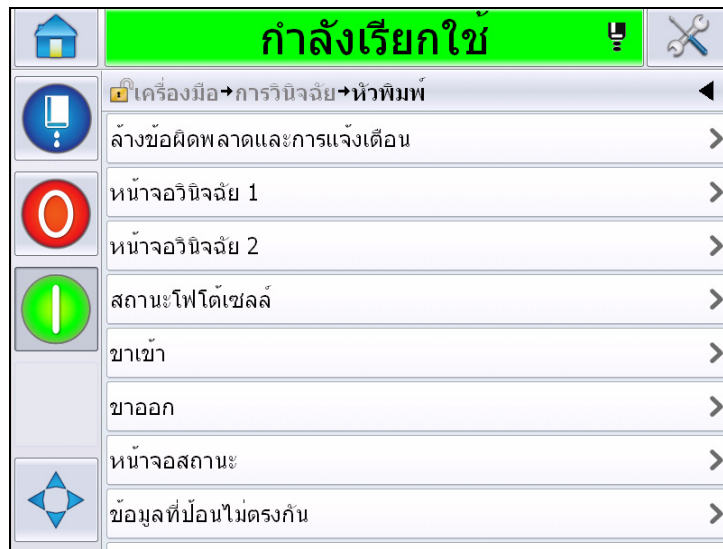 กำลังเรียกใช้
เครื่องมือ→การวินิจฉัย→หัวพิมพ์
ล้างข้อผิดพลาดและการแจ้งเตือน
หน้าจอวินิจฉัย 1
หน้าจอวินิจฉัย 2
สถานะโฟโต้เซลล์
ขาเข้า
ขาออก
หน้าจอสถานะ
ข้อมูลที่ป้อนไม่ตรงกัน